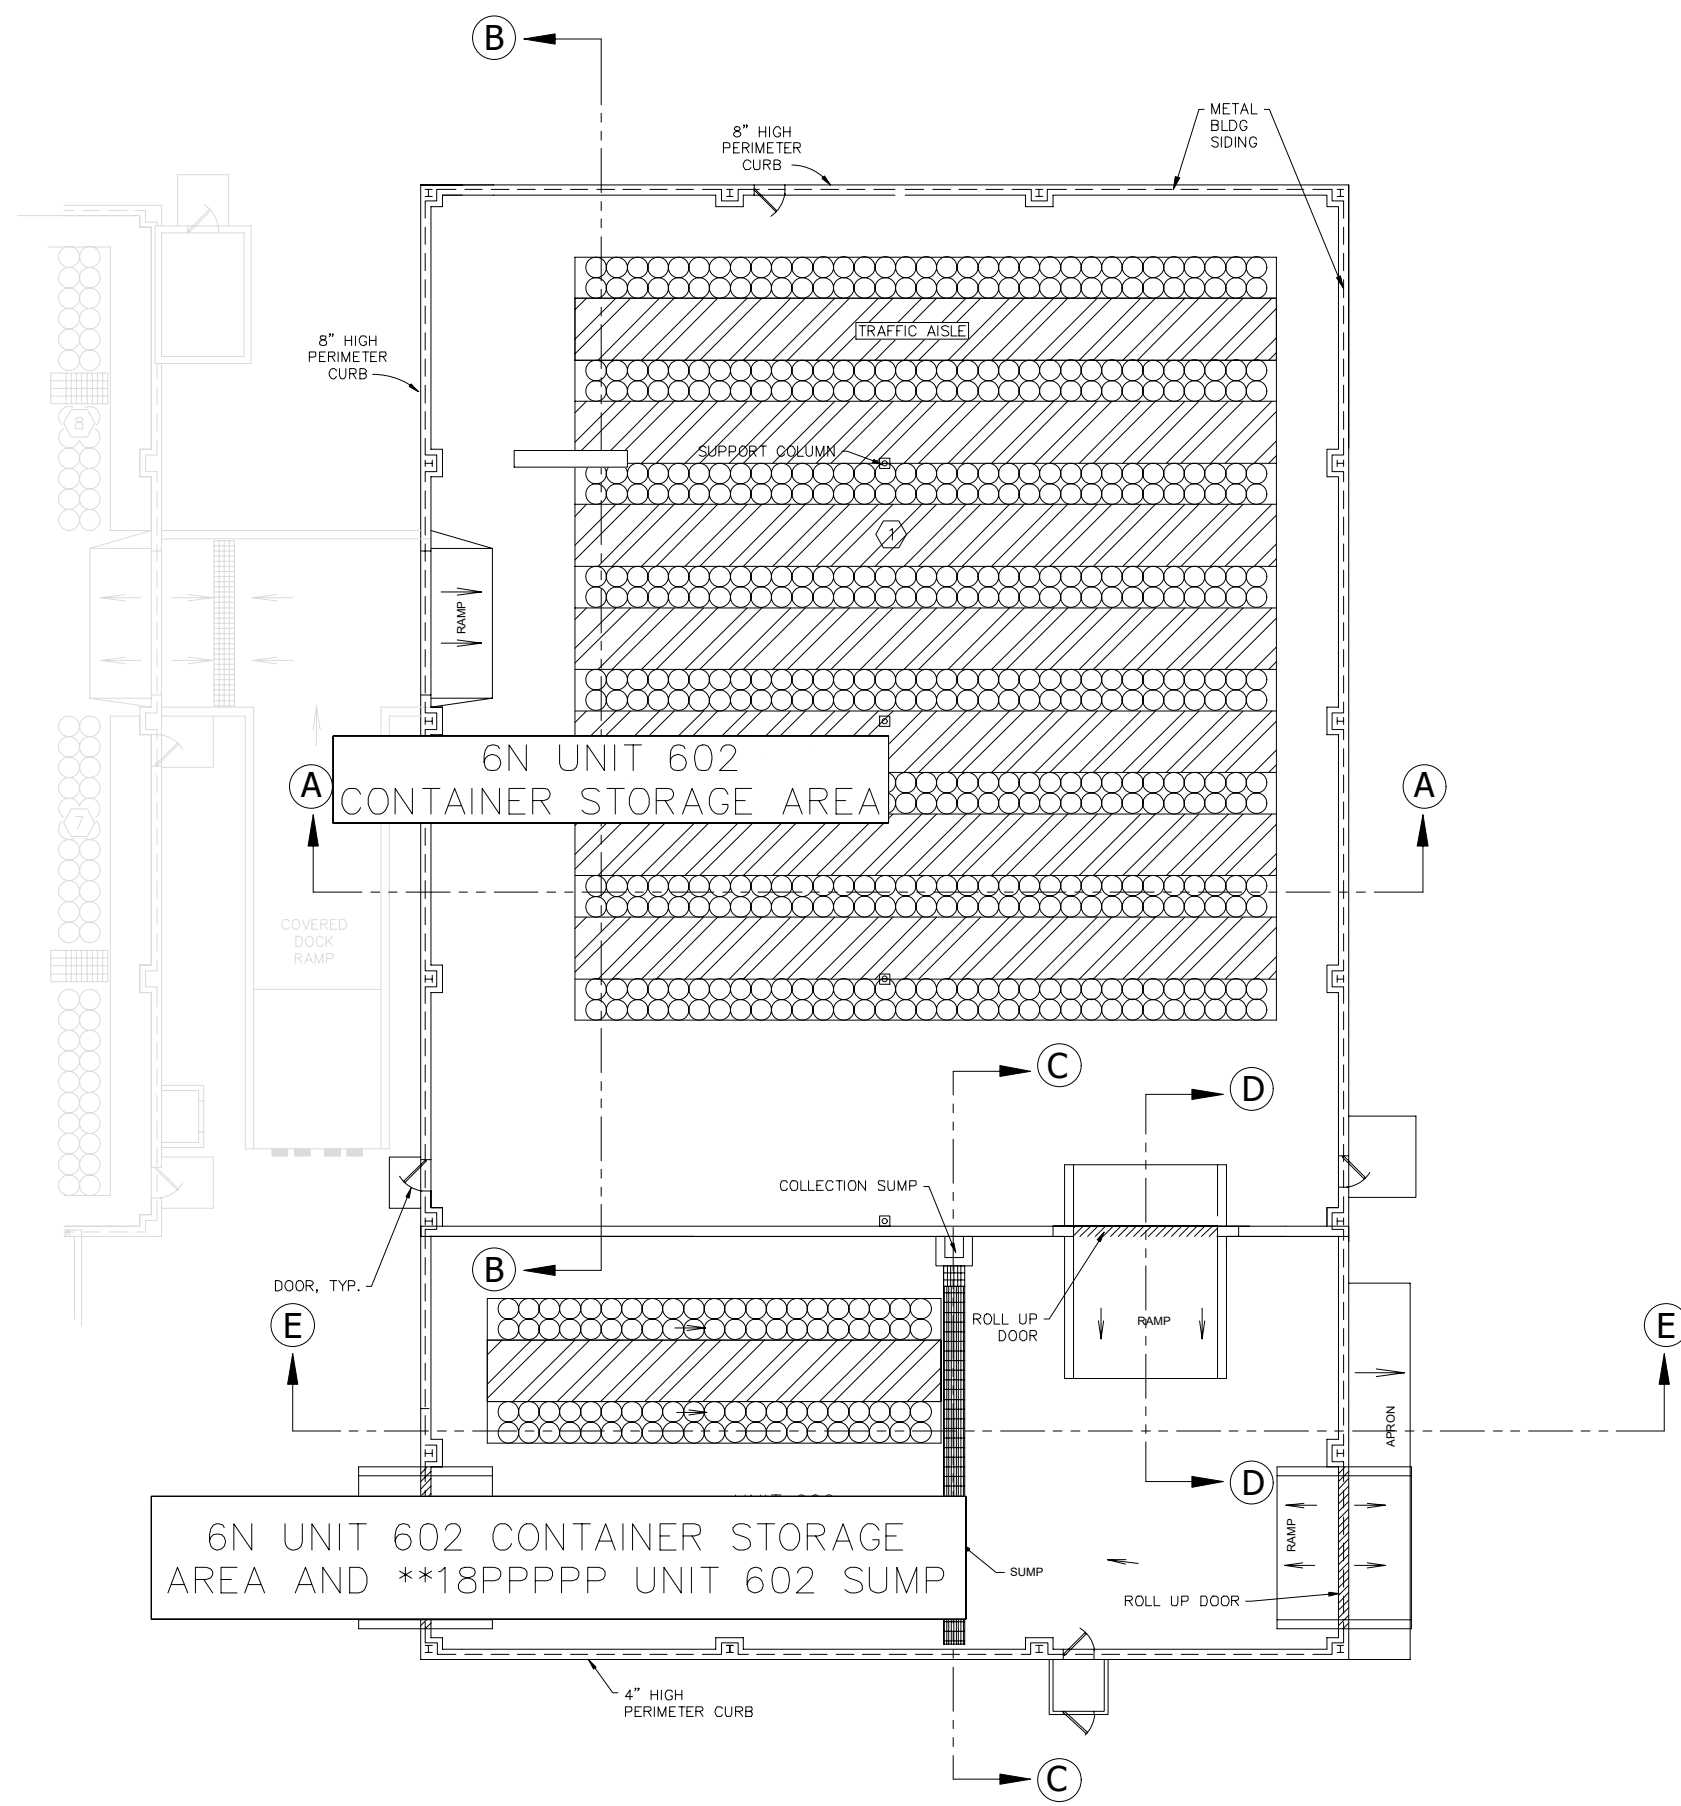 B
METAL
BLDG
SIDING
8" HIGH
PERIMETER
CURB
TRAFFIC AISLE
8" HIGH
PERIMETER
CURB
8
SUPPORT COLUMN
1
RAMP
6N UNIT 602
CONTAINER STORAGE AREA
A
A
7
COVERED
DOCK
RAMP
C
D
COLLECTION SUMP
B
DOOR, TYP.
E
ROLL UP
DOOR
RAMP
E
APRON
D
6N UNIT 602 CONTAINER STORAGE
AREA AND **18PPPPP UNIT 602 SUMP
RAMP
SUMP
ROLL UP DOOR
4" HIGH
PERIMETER CURB
C